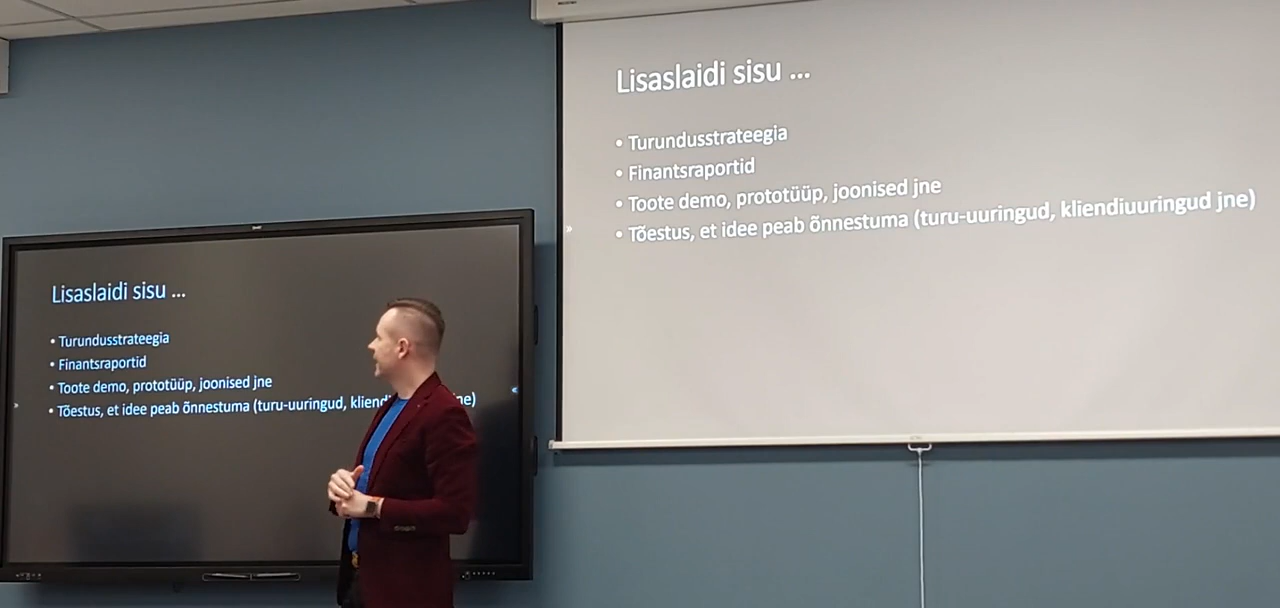 Lisaslaidi sisu ...
• Turundusstrateegia
• Finantsraportid
• Toote demo, prototüüp, joonised jne
• Tõestus, et idee peab õnnestuma (turu-uuringud, kliendiuuringud jne)
Lisaslaidi sisu ...
• Turundusstrateegia
• Finantsraportid
• Toote demo, prototüüp, joonised jne
• Tõestus, et idee peab õnnestuma (turu-uuringud, jne)